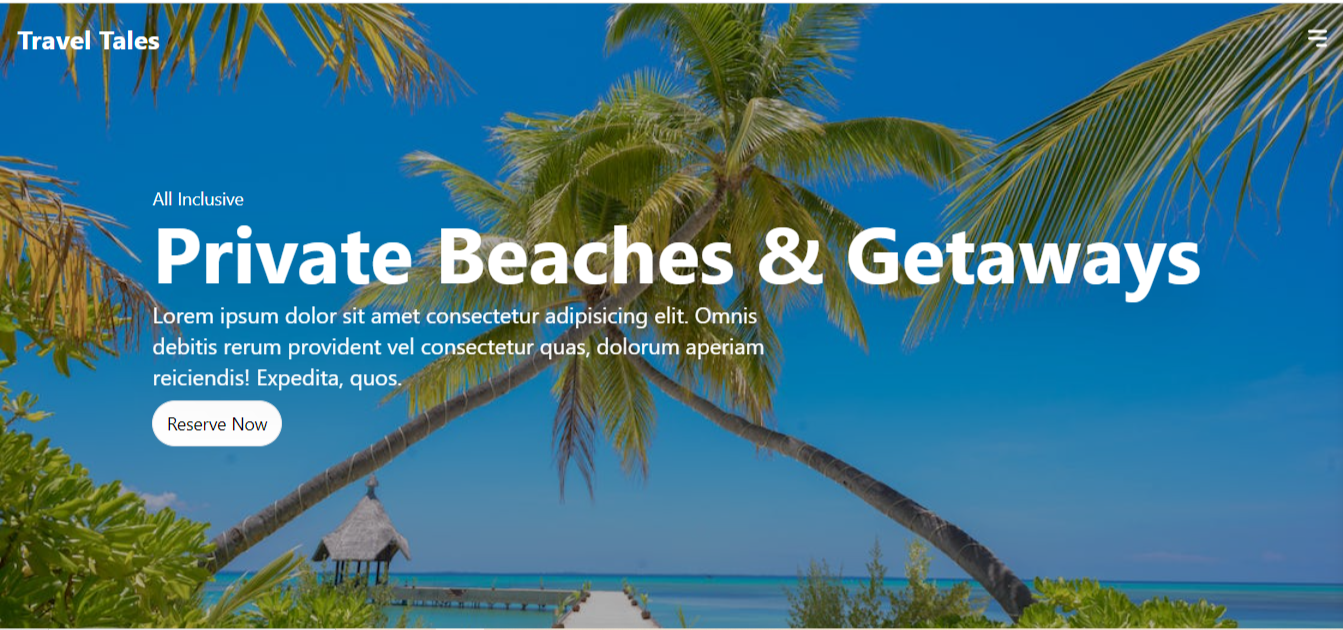 Travel Tales
All Inclusive
Private Beaches & Getaways
Lorem ipsum dolor sit amet consectetur adipisicing elit. Omnis
debitis rerum provident vel consectetur quas, dolorum aperiam
reiciendis! Expedita, quos.
Reserve Now